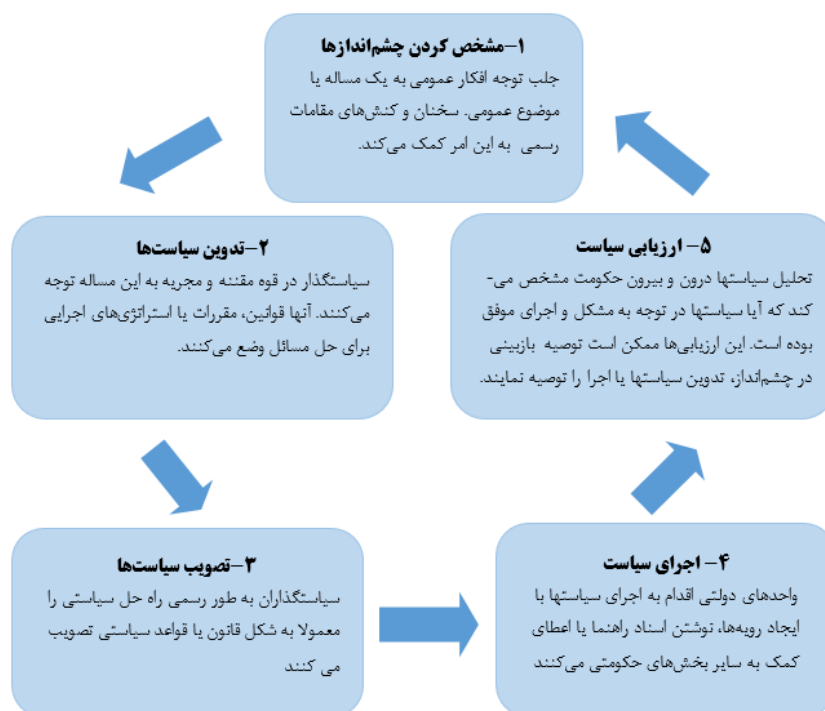 ۱-مشخص کردن چشم‌اندازها
جلب توجه افکار عمومی به یک مساله یا
موضوع عمومی. سخنان و کنش‌های مقامات
رسمی به این امر کمک می‌کند.
۲-تدوین سیاست‌ها
سیاستگذار در قوه مقننه و مجریه به این مساله توجه
می‌کنند. آنها قوانین، مقررات یا استراتژی‌های اجرایی
برای حل مسائل وضع می‌کنند.
۳-تصویب سیاست‌ها
سیاستگذاران به طور رسمی راه حل سیاستی را
معمولا به شکل قانون یا قواعد سیاستی تصویب
می کنند
۴- اجرای سیاست
واحدهای دولتی اقدام به اجرای سیاستها با
ایجاد رویه‌ها، نوشتن اسناد راهنما یا اعطای
کمک به سایر بخش‌های حکومتی می‌کنند
۵- ارزیابی سیاست
تحلیل سیاستها درون و بیرون حکومت مشخص می-
کند که آیا سیاستها در توجه به مشکل و اجرای موفق
بوده است. این ارزیابی‌ها ممکن است توصیه بازبینی
در چشم‌انداز، تدوین سیاستها یا اجرا را توصیه نمایند.